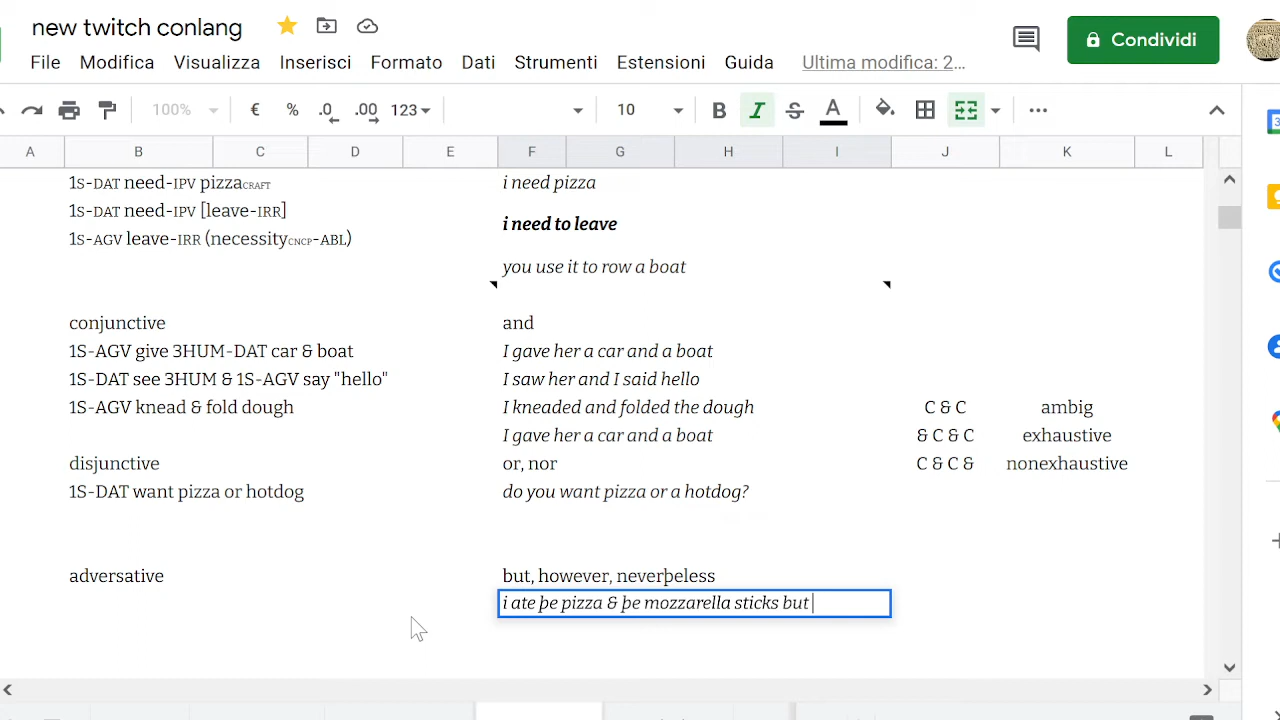 new twitch conlang
Condividi
File Modifica Visualizza Inserisci Formato Dati Strumenti Estensioni Guida Ultima modifica: 2...
100% € % .0 .00 123 10 B I S A
A B C D E F G H I J K L
1S-DAT need-IPV pizzaCRAFT i need pizza
1S-DAT need-IPV [leave-IRR]
i need to leave
1S-AGV leave-IRR (necessityCNCP-ABL)
you use it to row a boat
conjunctive and
1S-AGV give 3HUM-DAT car & boat I gave her a car and a boat
1S-DAT see 3HUM & 1S-AGV say "hello" I saw her and I said hello
1S-AGV knead & fold dough I kneaded and folded the dough C & C ambig
I gave her a car and a boat & C & C exhaustive
disjunctive or, nor C & C & nonexhaustive
1S-DAT want pizza or hotdog do you want pizza or a hotdog?
adversative but, however, neverþeless
i ate þe pizza & þe mozzarella sticks but